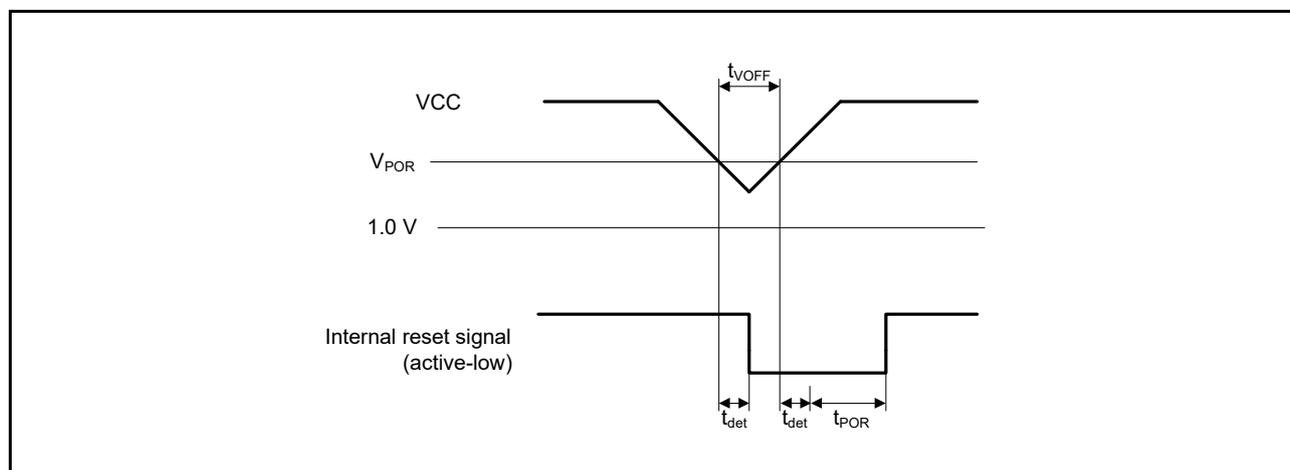 tVOFF
VCC
VPOR
1.0 V
Internal reset signal
(active-low)
tdet
tdet
tPOR